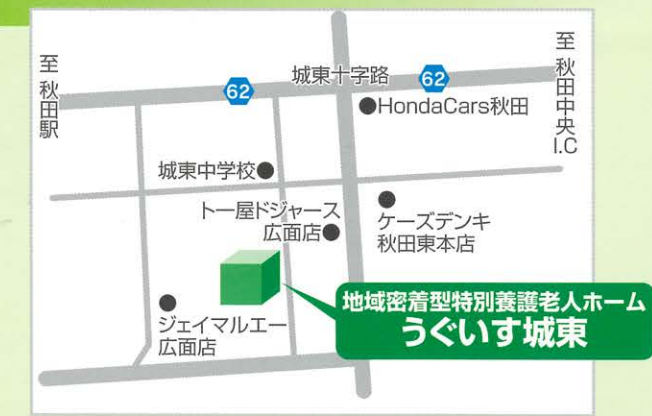 至 秋田駅
62
城東十字路
62
至 秋田中央I.C
●HondaCars秋田
城東中学校●
トー屋ドジャース
広面店●
ケーズデンキ
秋田東本店
ジェイマルエー
広面店
地域密着型特別養護老人ホーム
うぐいす城東